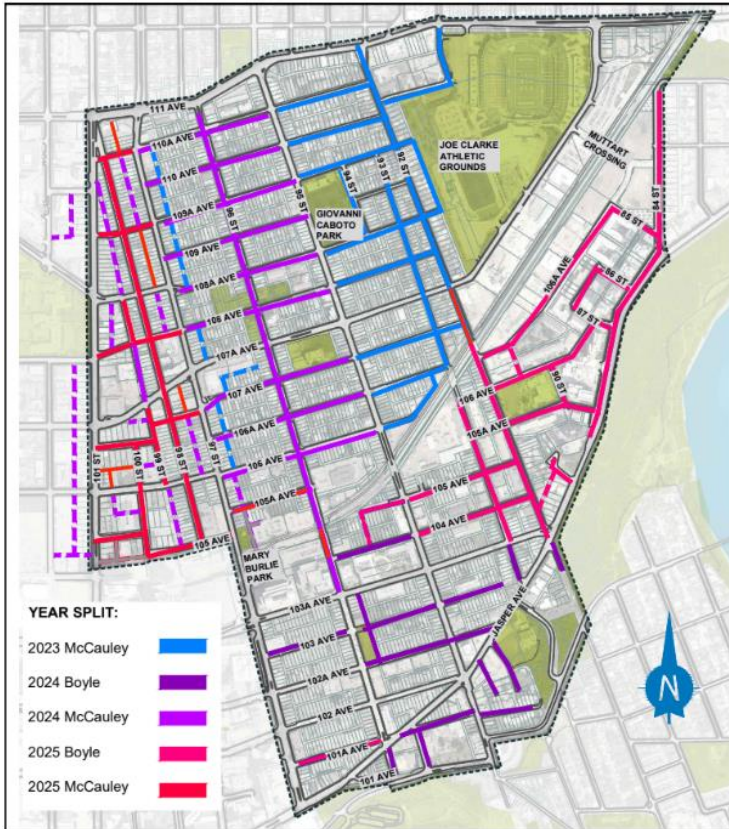 111 AVE
110A AVE
110 AVE
109A AVE
109 AVE
108A AVE
108 AVE
107A AVE
107 AVE
106A AVE
106 AVE
105A AVE
105 AVE
101 ST
100 ST
99 ST
98 ST
97 ST
96 ST
95 ST
94 ST
93 ST
92 ST
GIOVANNI
CABOTO
PARK
JOE CLARKE
ATHLETIC
GROUNDS
MUTTART
CROSSING
84 ST
85 ST
86 ST
87 ST
90 ST
106A AVE
106 AVE
105A AVE
105 AVE
104 AVE
MARY
BURLIE
PARK
103A AVE
103 AVE
102A AVE
102 AVE
101A AVE
101 AVE
JASPER AVE
YEAR SPLIT:
2023 McCauley
2024 Boyle
2024 McCauley
2025 Boyle
2025 McCauley
N